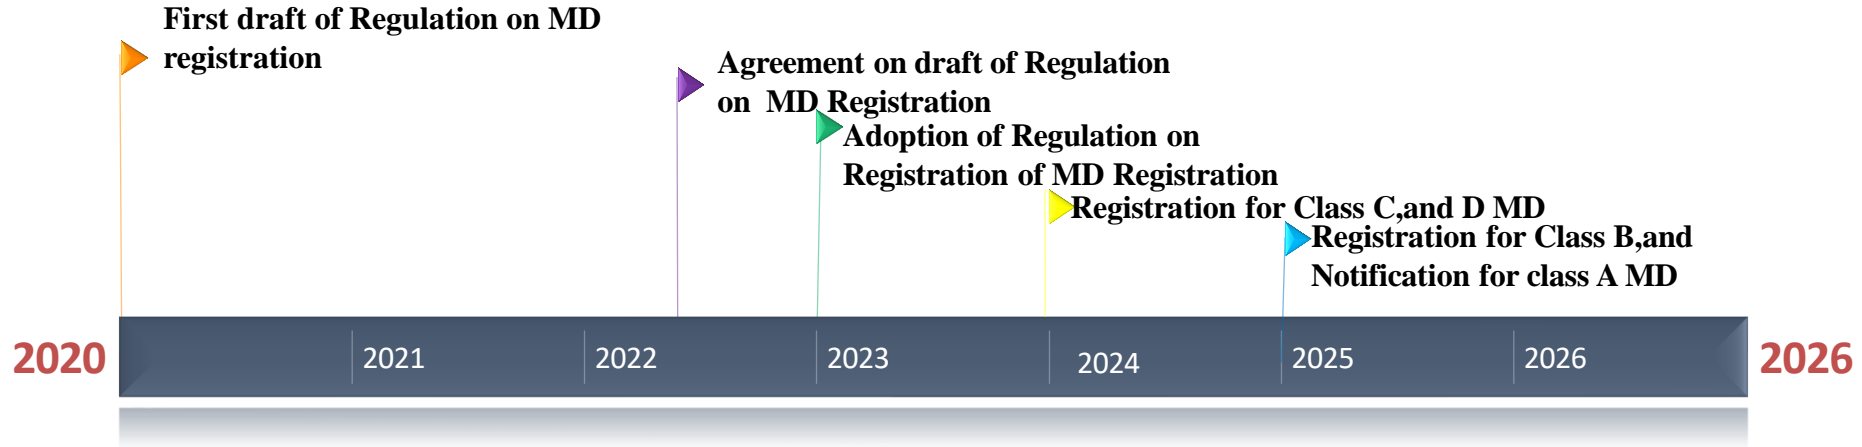 First draft of Regulation on MD
registration
Agreement on draft of Regulation
on  MD Registration
Adoption of Regulation on
Registration of MD Registration
Registration for Class C,and D MD
Registration for Class B,and
Notification for class A MD
2020
2021
2022
2023
2024
2025
2026
2026